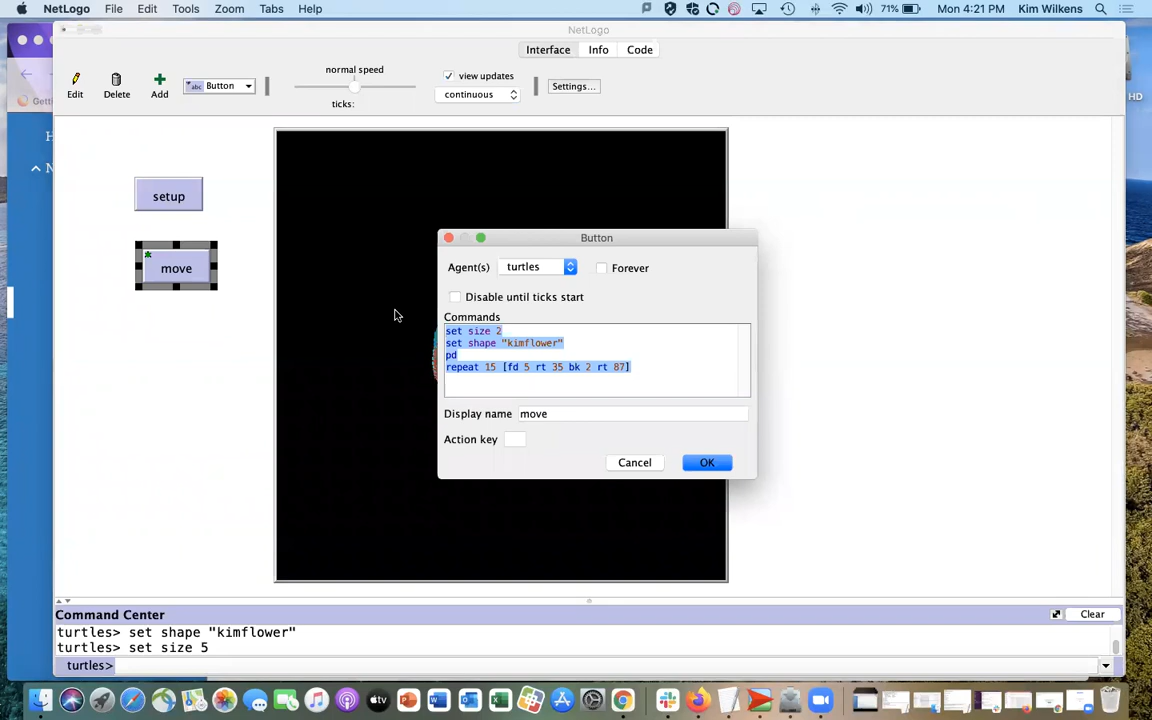 NetLogo File Edit Tools Zoom Tabs Help
71% Mon 4:21 PM Kim Wilkens
NetLogo
Interface Info Code
normal speed
view updates
Edit Delete Add abc Button
continuous
Settings...
ticks:
HD
Getti
H
N
setup
move
Button
Agent(s) turtles Forever
Disable until ticks start
Commands
set size 2
set shape "kimflower"
pd
repeat 15 [fd 5 rt 35 bk 2 rt 87]
Display name move
Action key
Cancel OK
Command Center
Clear
turtles> set shape "kimflower"
turtles> set size 5
turtles>